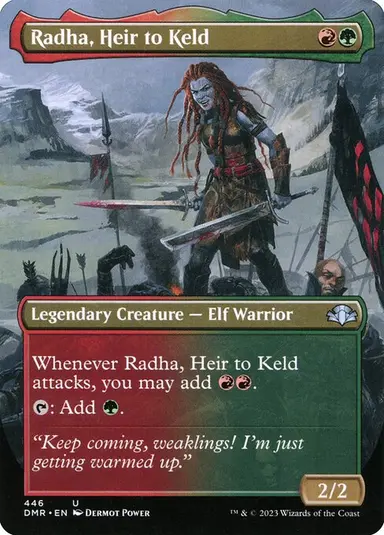 Radha, Heir to Keld
Legendary Creature — Elf Warrior
Whenever Radha, Heir to Keld
attacks, you may add RR.
T: Add G.
“Keep coming, weaklings! I’m just
getting warmed up.”
2/2
446 U
DMR • EN Dermot Power
™ & © 2023 Wizards of the Coast